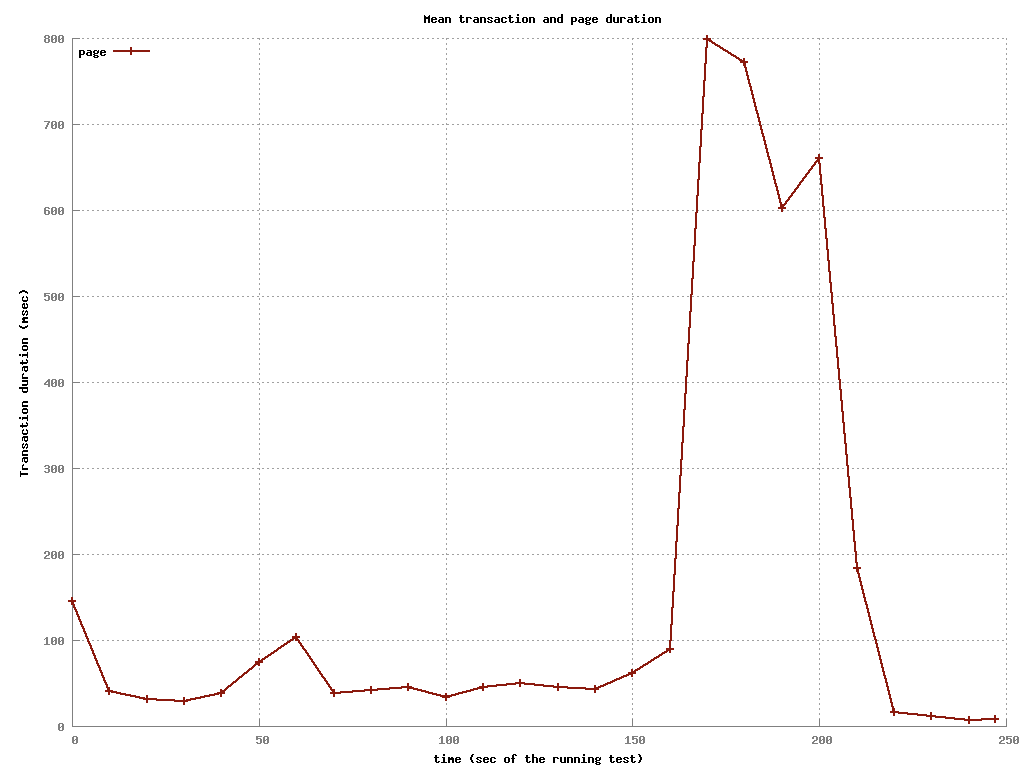 Mean transaction and page duration
page
800
700
600
500
400
300
200
100
0
Transaction duration (msec)
0 50 100 150 200 250
time (sec of the running test)